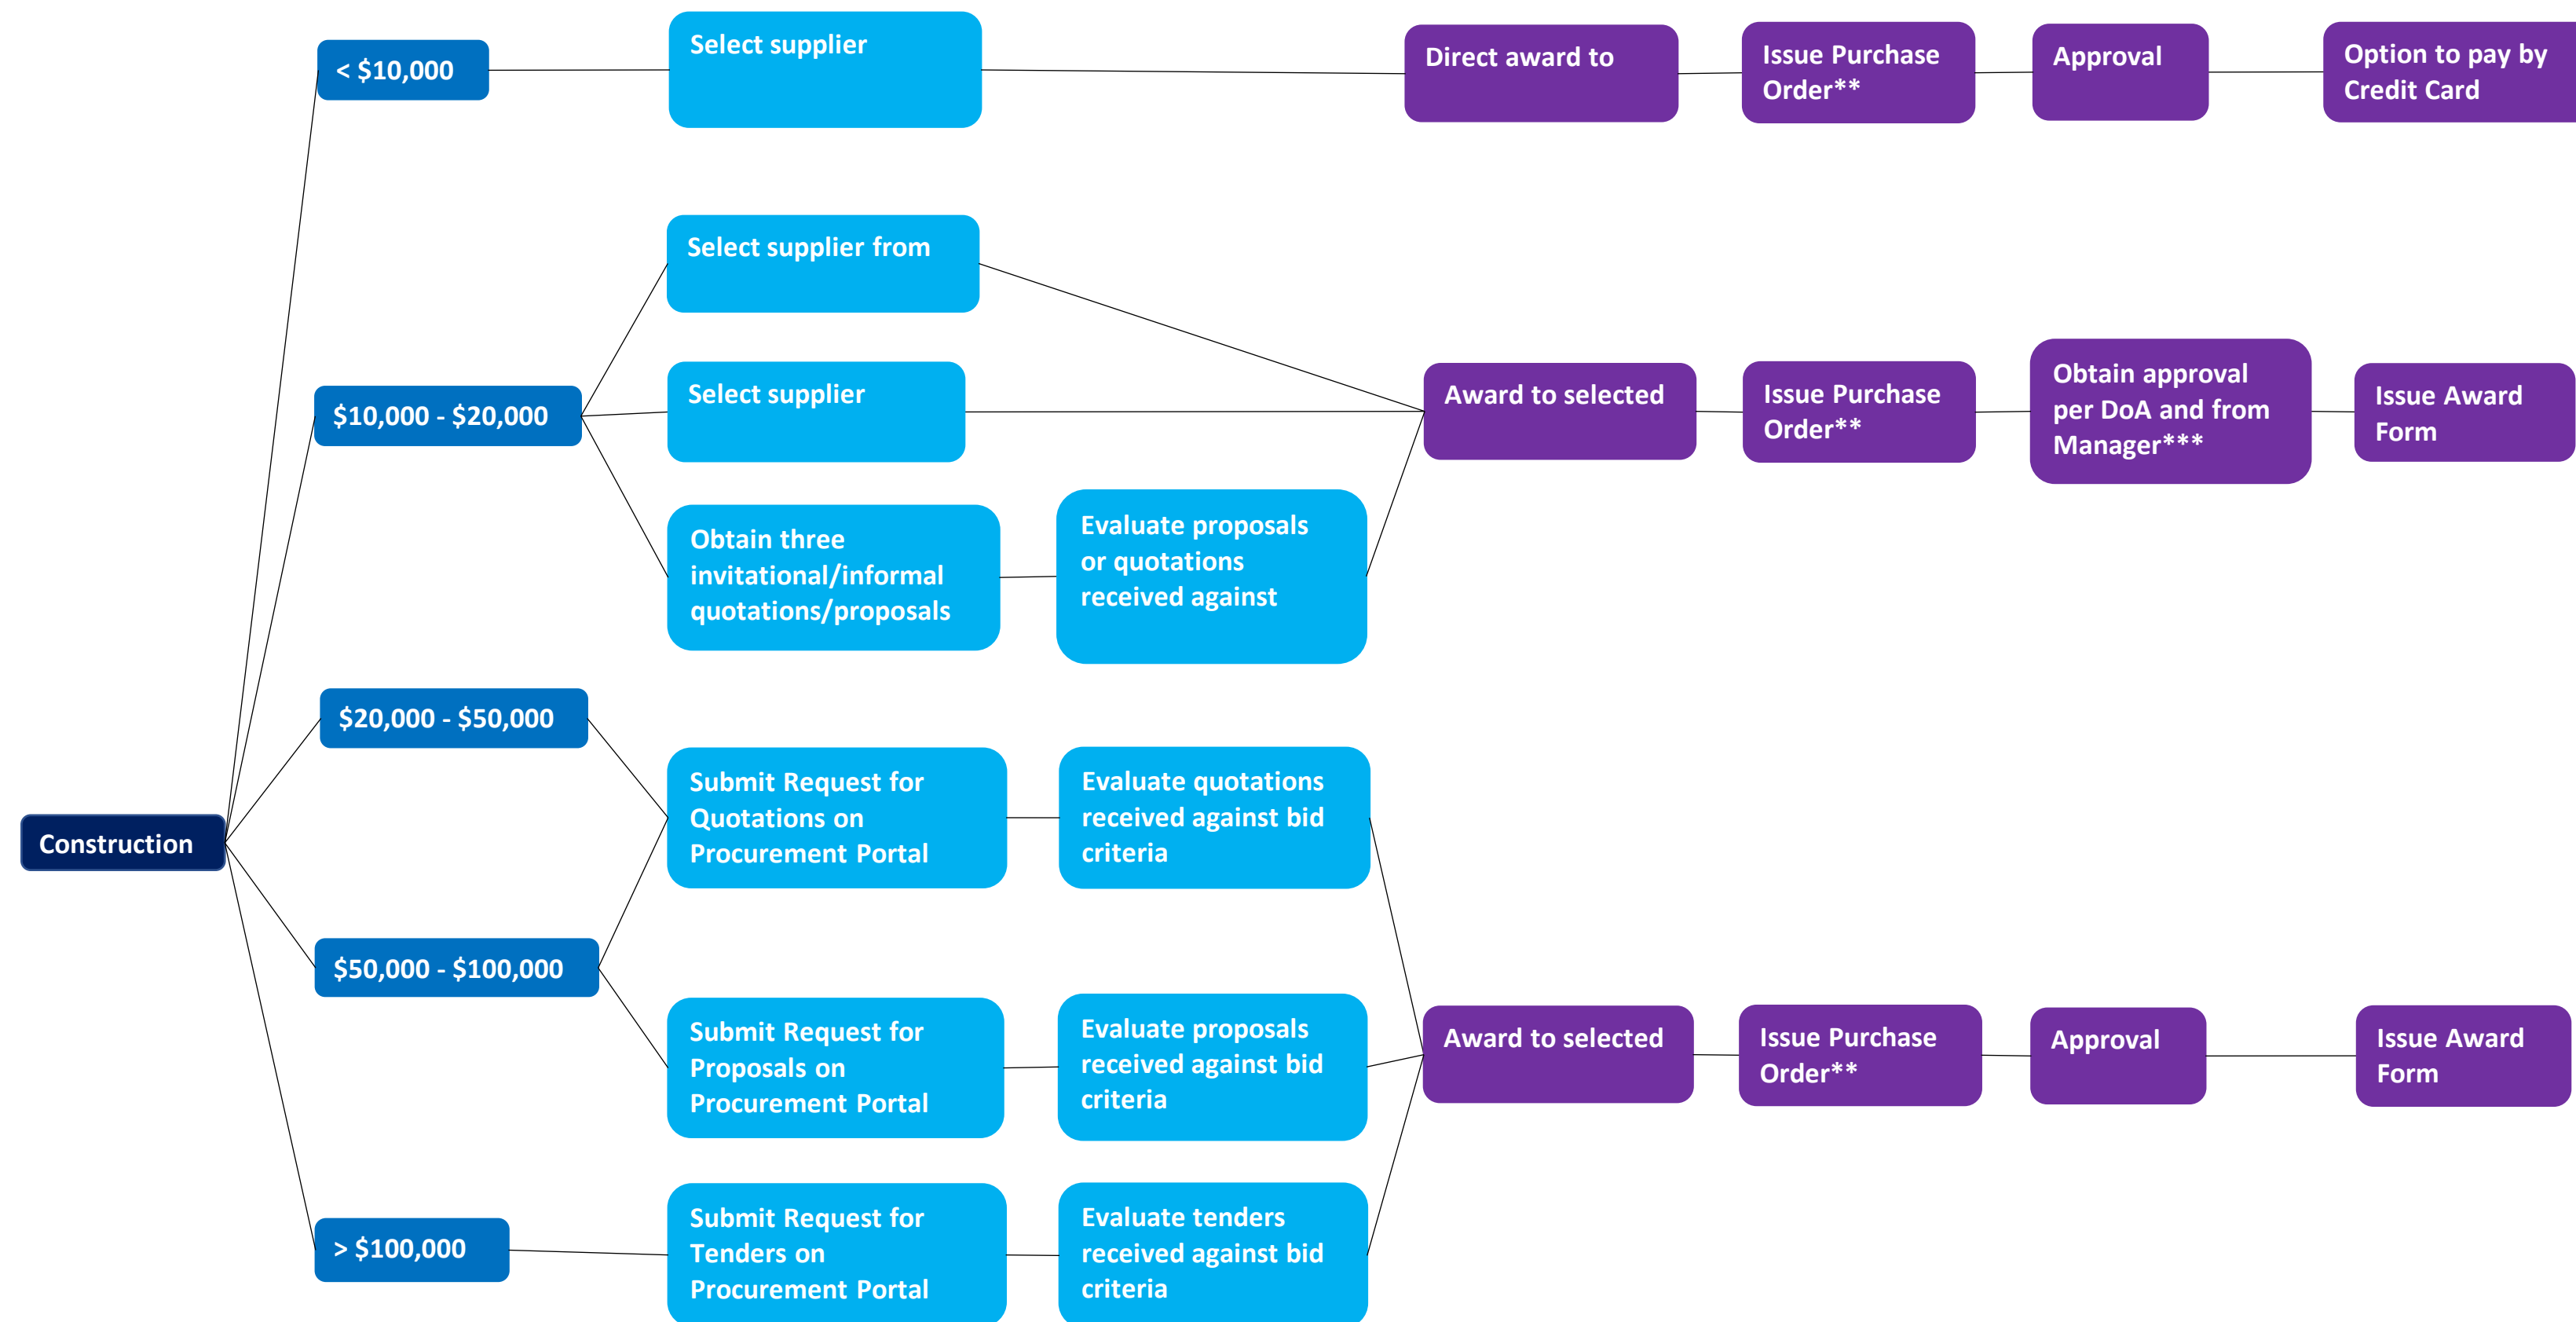 < $10,000
Select supplier
Direct award to
Issue Purchase
Order**
Approval
Option to pay by
Credit Card
Select supplier from
$10,000 - $20,000
Select supplier
Award to selected
Issue Purchase
Order**
Obtain approval
per DoA and from
Manager***
Issue Award
Form
Obtain three
invitational/informal
quotations/proposals
Evaluate proposals
or quotations
received against
$20,000 - $50,000
Submit Request for
Quotations on
Procurement Portal
Evaluate quotations
received against bid
criteria
Construction
$50,000 - $100,000
Submit Request for
Proposals on
Procurement Portal
Evaluate proposals
received against bid
criteria
Award to selected
Issue Purchase
Order**
Approval
Issue Award
Form
> $100,000
Submit Request for
Tenders on
Procurement Portal
Evaluate tenders
received against bid
criteria